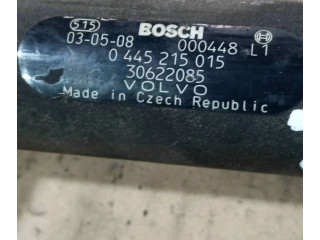 515 BOSCH
03-05-08 000448 L1
0 445 215 015
30622085
VOLVO
Made in Czech Republic